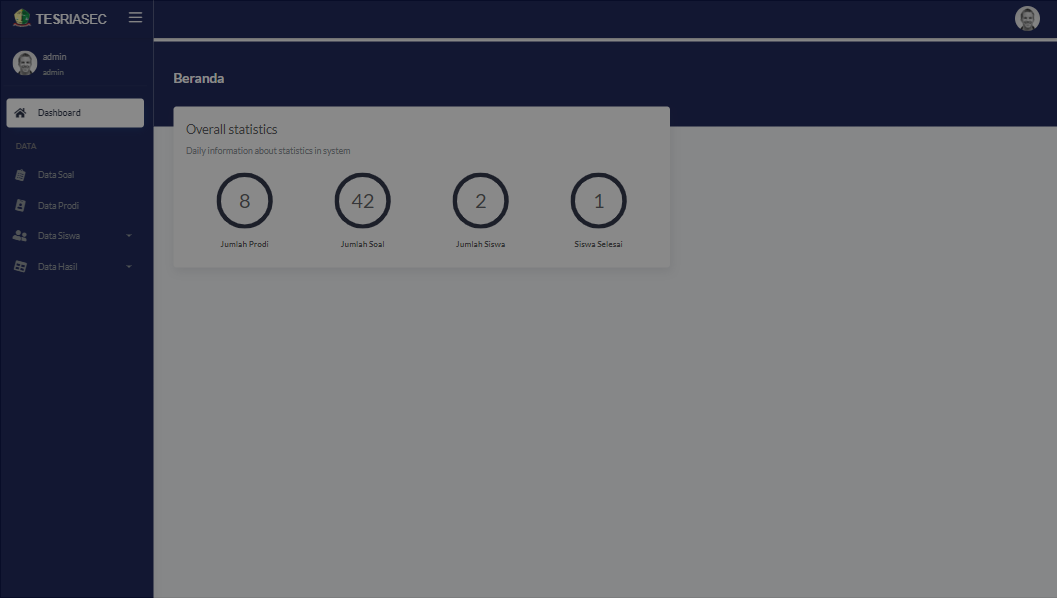 TESRIASEC
admin
admin
Dashboard
DATA
Data Soal
Data Prodi
Data Siswa
Data Hasil
Beranda
Overall statistics
Daily information about statistics in system
8
42
2
1
Jumlah Prodi
Jumlah Soal
Jumlah Siswa
Siswa Selesai